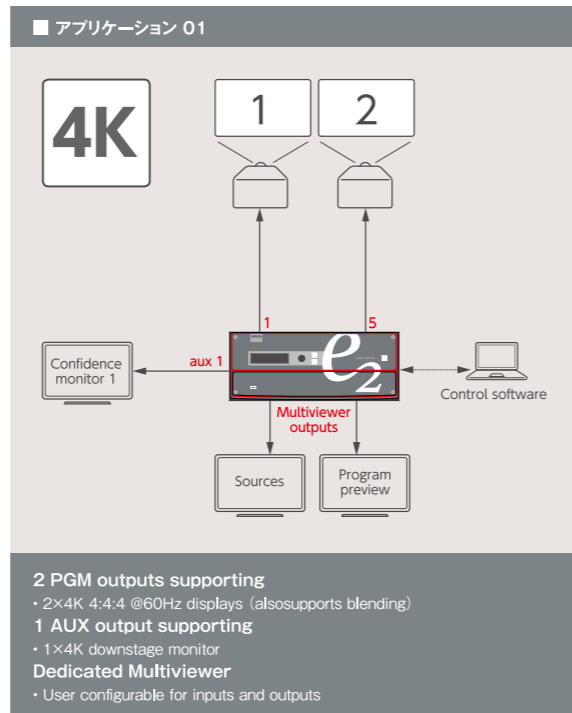 ■ アプリケーション 01
4K
1
2
1
5
e2
aux 1
Confidence
monitor 1
Control software
Multiviewer
outputs
Sources
Program
preview
2 PGM outputs supporting
・2×4K 4:4:4 @60Hz displays（alsosupports blending）
1 AUX output supporting
・1×4K downstage monitor
Dedicated Multiviewer
・User configurable for inputs and outputs